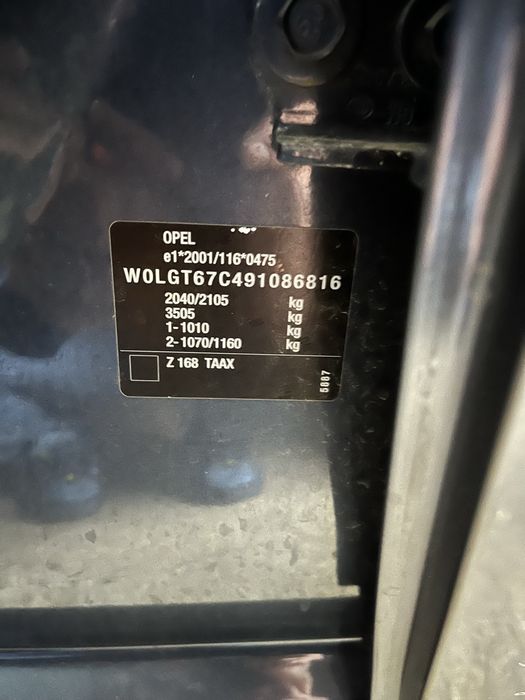 OPEL
e1*2001/116*0475
W0LGT67C491086816
2040/2105 kg
3505 kg
1-1010 kg
2-1070/1160 kg
Z 168 TAAX
5887